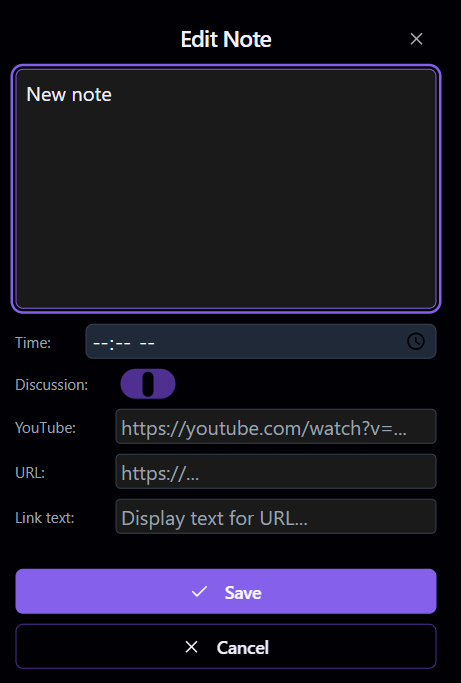 Edit Note
New note
Time: --:-- --
Discussion:
YouTube: https://youtube.com/watch?v=...
URL: https://...
Link text: Display text for URL...
Save
Cancel